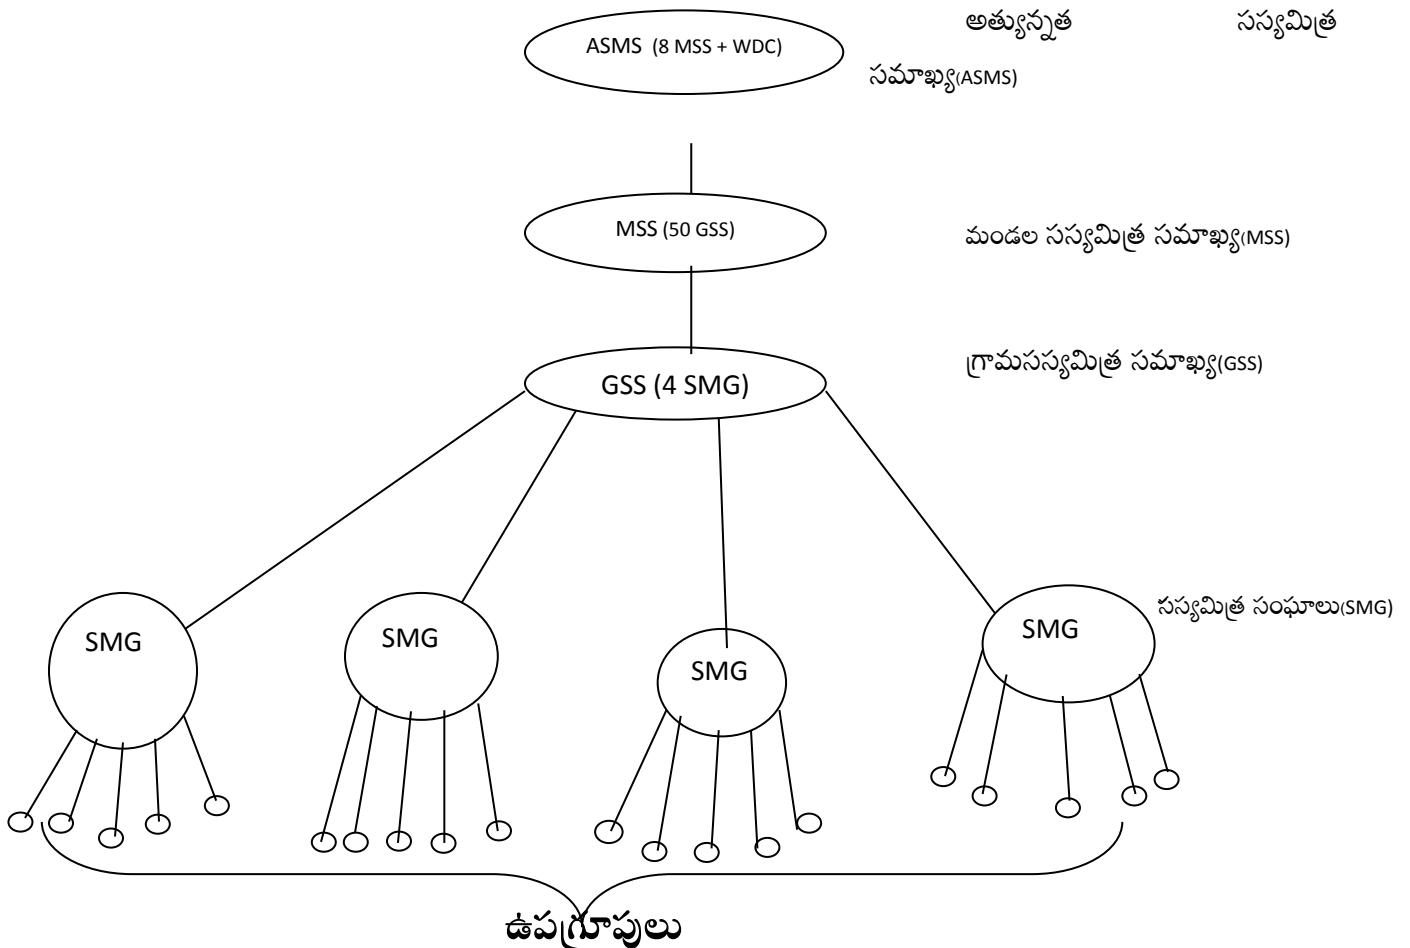 ASMS (8 MSS + WDC)
అత్యున్నత సస్యమిత్ర
సమాఖ్య(ASMS)
MSS (50 GSS)
మండల సస్యమిత్ర సమాఖ్య(MSS)
గ్రామసస్యమిత్ర సమాఖ్య(GSS)
GSS (4 SMG)
సస్యమిత్ర సంఘాలు(SMG)
SMG
SMG
SMG
SMG
ఉపగ్రూపులు